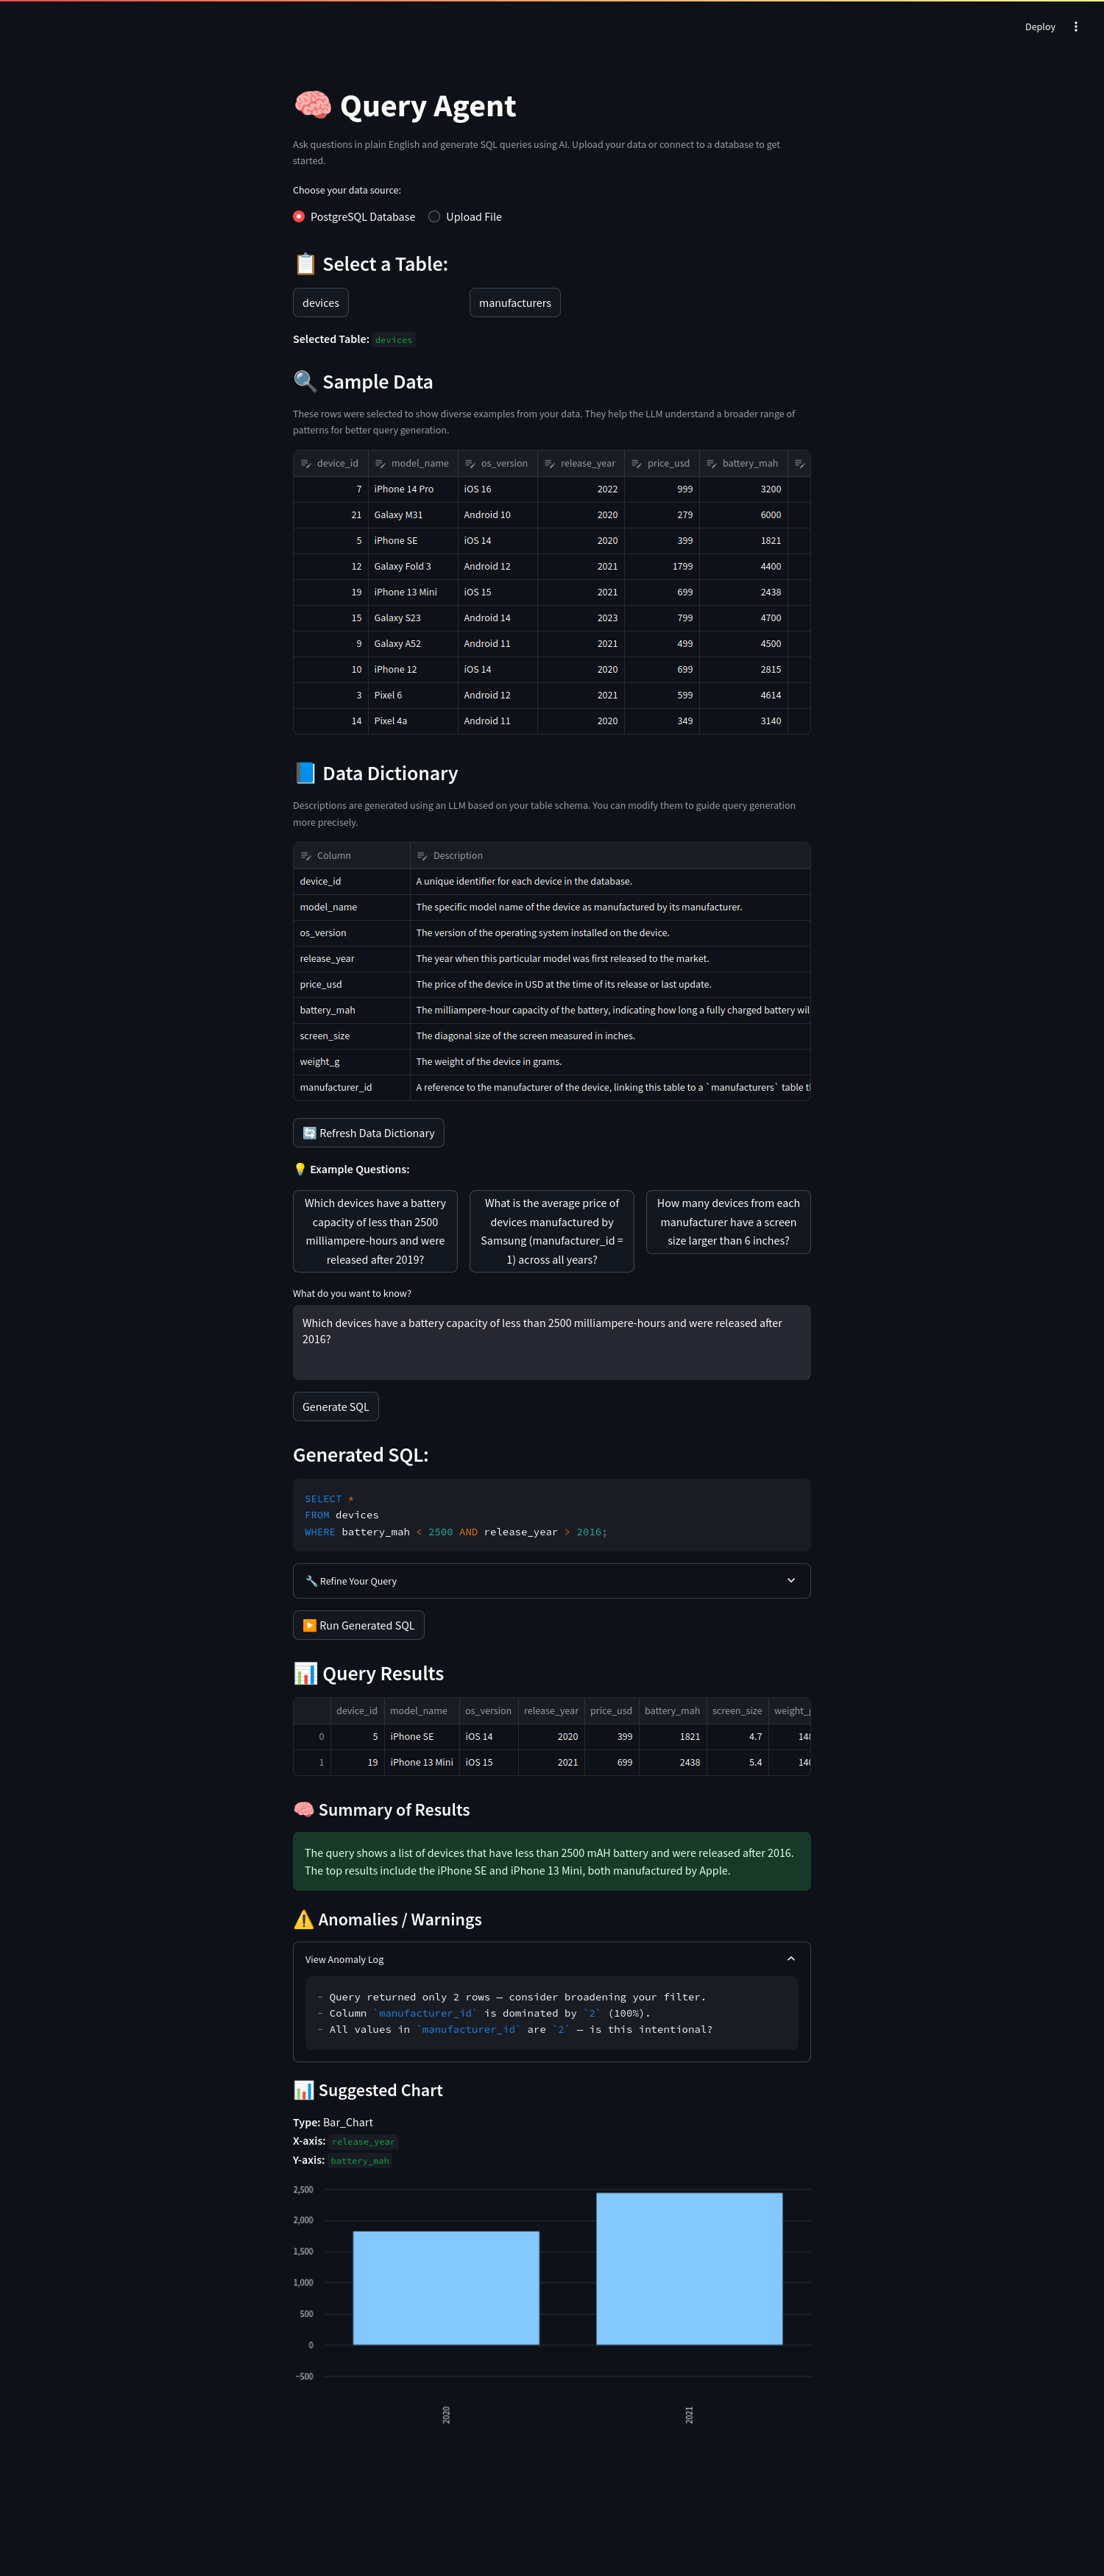 Deploy
Query Agent
Ask questions in plain English and generate SQL queries using AI. Upload your data or connect to a database to get
started.
Choose your data source:
PostgreSQL Database Upload File
Select a Table:
devices manufacturers
Selected Table: devices
Sample Data
These rows were selected to show diverse examples from your data. They help the LLM understand a broader range of
patterns for better query generation.
device_id model_name os_version release_year price_usd battery_mah
7 iPhone 14 Pro iOS 16 2022 999 3200
21 Galaxy M31 Android 10 2020 279 6000
5 iPhone SE iOS 14 2020 399 1821
12 Galaxy Fold 3 Android 12 2021 1799 4400
19 iPhone 13 Mini iOS 15 2021 699 2438
15 Galaxy S23 Android 14 2023 799 4700
9 Galaxy A52 Android 11 2021 499 4500
10 iPhone 12 iOS 14 2020 699 2815
3 Pixel 6 Android 12 2021 599 4614
14 Pixel 4a Android 11 2020 349 3140
Data Dictionary
Descriptions are generated using an LLM based on your table schema. You can modify them to guide query generation
more precisely.
Column Description
device_id A unique identifier for each device in the database.
model_name The specific model name of the device as manufactured by its manufacturer.
os_version The version of the operating system installed on the device.
release_year The year when this particular model was first released to the market.
price_usd The price of the device in USD at the time of its release or last update.
battery_mah The milliampere-hour capacity of the battery, indicating how long a fully charged battery wil
screen_size The diagonal size of the screen measured in inches.
weight_g The weight of the device in grams.
manufacturer_id A reference to the manufacturer of the device, linking this table to a `manufacturers` table
Refresh Data Dictionary
Example Questions:
Which devices have a battery
capacity of less than 2500
milliampere-hours and were
released after 2019?
What is the average price of
devices manufactured by
Samsung (manufacturer_id =
1) across all years?
How many devices from each
manufacturer have a screen
size larger than 6 inches?
What do you want to know?
Which devices have a battery capacity of less than 2500 milliampere-hours and were released after
2016?
Generate SQL
Generated SQL:
SELECT *
FROM devices
WHERE battery_mah < 2500 AND release_year > 2016;
Refine Your Query
Run Generated SQL
Query Results
device_id model_name os_version release_year price_usd battery_mah screen_size weight_
0 5 iPhone SE iOS 14 2020 399 1821 4.7 148
1 19 iPhone 13 Mini iOS 15 2021 699 2438 5.4 140
Summary of Results
The query shows a list of devices that have less than 2500 mAH battery and were released after 2016.
The top results include the iPhone SE and iPhone 13 Mini, both manufactured by Apple.
Anomalies / Warnings
View Anomaly Log
- Query returned only 2 rows — consider broadening your filter.
- Column `manufacturer_id` is dominated by `2` (100%).
- All values in `manufacturer_id` are `2` — is this intentional?
Suggested Chart
Type: Bar_Chart
X-axis: release_year
Y-axis: battery_mah
2,500
2,000
1,500
1,000
500
0
−500
2020 2021